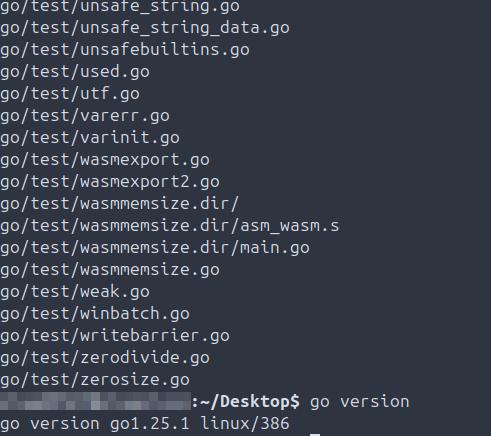 go/test/unsafe_string.go
go/test/unsafe_string_data.go
go/test/unsafebuiltins.go
go/test/used.go
go/test/utf.go
go/test/varerr.go
go/test/varinit.go
go/test/wasmexport.go
go/test/wasmexport2.go
go/test/wasmmemsize.dir/
go/test/wasmmemsize.dir/asm_wasm.s
go/test/wasmmemsize.dir/main.go
go/test/wasmmemsize.go
go/test/weak.go
go/test/winbatch.go
go/test/writebarrier.go
go/test/zerodivide.go
go/test/zerosize.go
:~/Desktop$ go version
go version go1.25.1 linux/386